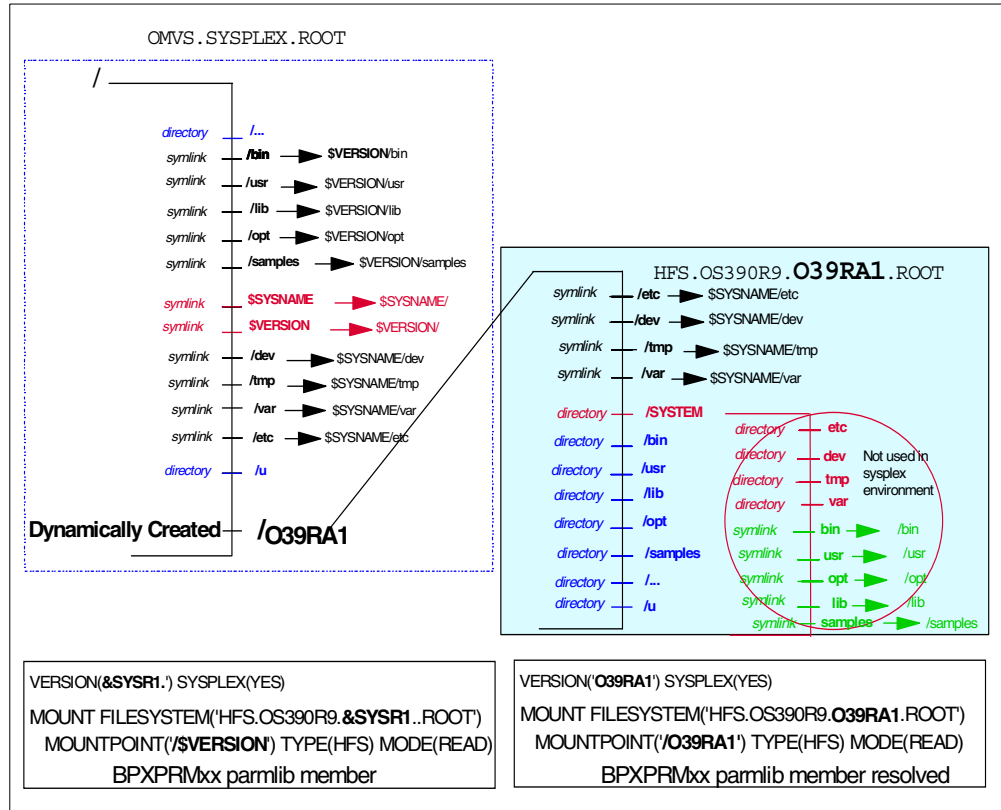 OMVS.SYSPLEX.ROOT
/
directory /...
symlink /bin $VERSION/bin
symlink /usr $VERSION/usr
symlink /lib $VERSION/lib
symlink /opt $VERSION/opt
symlink /samples $VERSION/samples
symlink $SYSNAME $SYSNAME/
symlink $VERSION $VERSION/
symlink /dev $SYSNAME/dev
symlink /tmp $SYSNAME/tmp
symlink /var $SYSNAME/var
symlink /etc $SYSNAME/etc
directory /u
Dynamically Created /O39RA1
HFS.OS390R9.O39RA1.ROOT
symlink /etc $SYSNAME/etc
symlink /dev $SYSNAME/dev
symlink /tmp $SYSNAME/tmp
symlink /var $SYSNAME/var
directory /SYSTEM
directory /bin
directory /usr
directory /lib
directory /opt
directory /samples
directory /...
directory /u
directory etc
directory dev
directory tmp
directory var
Not used in
sysplex
environment
symlink bin /bin
symlink usr /usr
symlink opt /opt
symlink lib /lib
symlink samples /samples
VERSION(&SYSR1.') SYSPLEX(YES)
MOUNT FILESYSTEM('HFS.OS390R9.&SYSR1..ROOT')
MOUNTPOINT('/$VERSION') TYPE(HFS) MODE(READ)
BPXPRMxx parmlib member
VERSION('O39RA1') SYSPLEX(YES)
MOUNT FILESYSTEM('HFS.OS390R9.O39RA1.ROOT')
MOUNTPOINT('/O39RA1') TYPE(HFS) MODE(READ)
BPXPRMxx parmlib member resolved